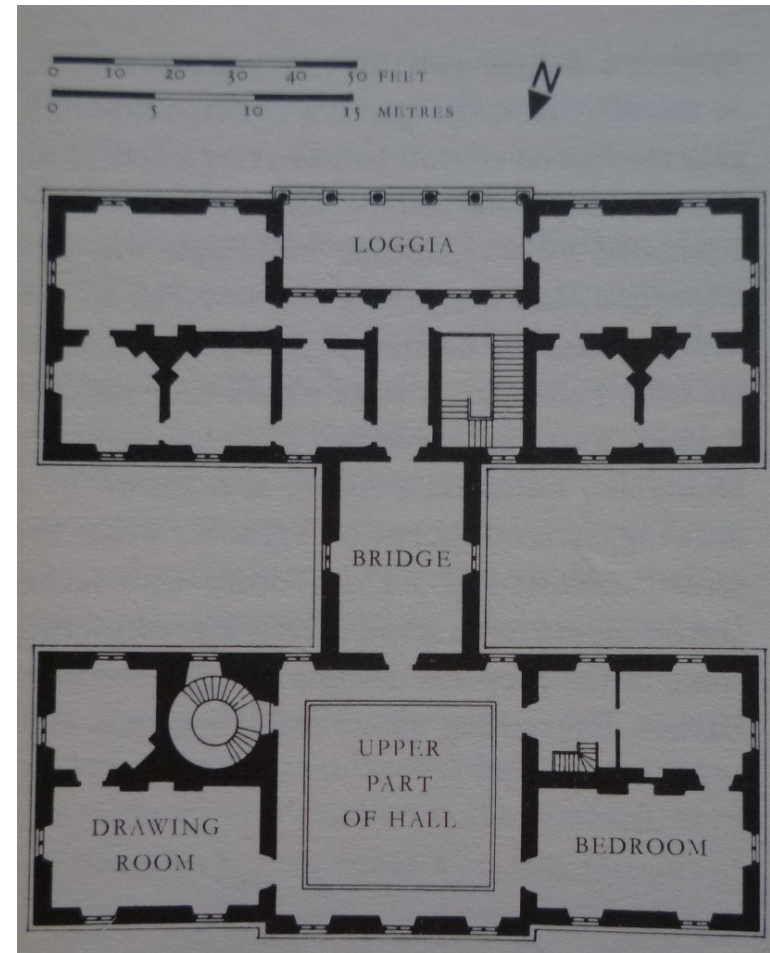 0 10 20 30 40 50 FEET
0 5 10 15 METRES
N
LOGGIA
BRIDGE
UPPER
PART
OF HALL
DRAWING
ROOM
BEDROOM